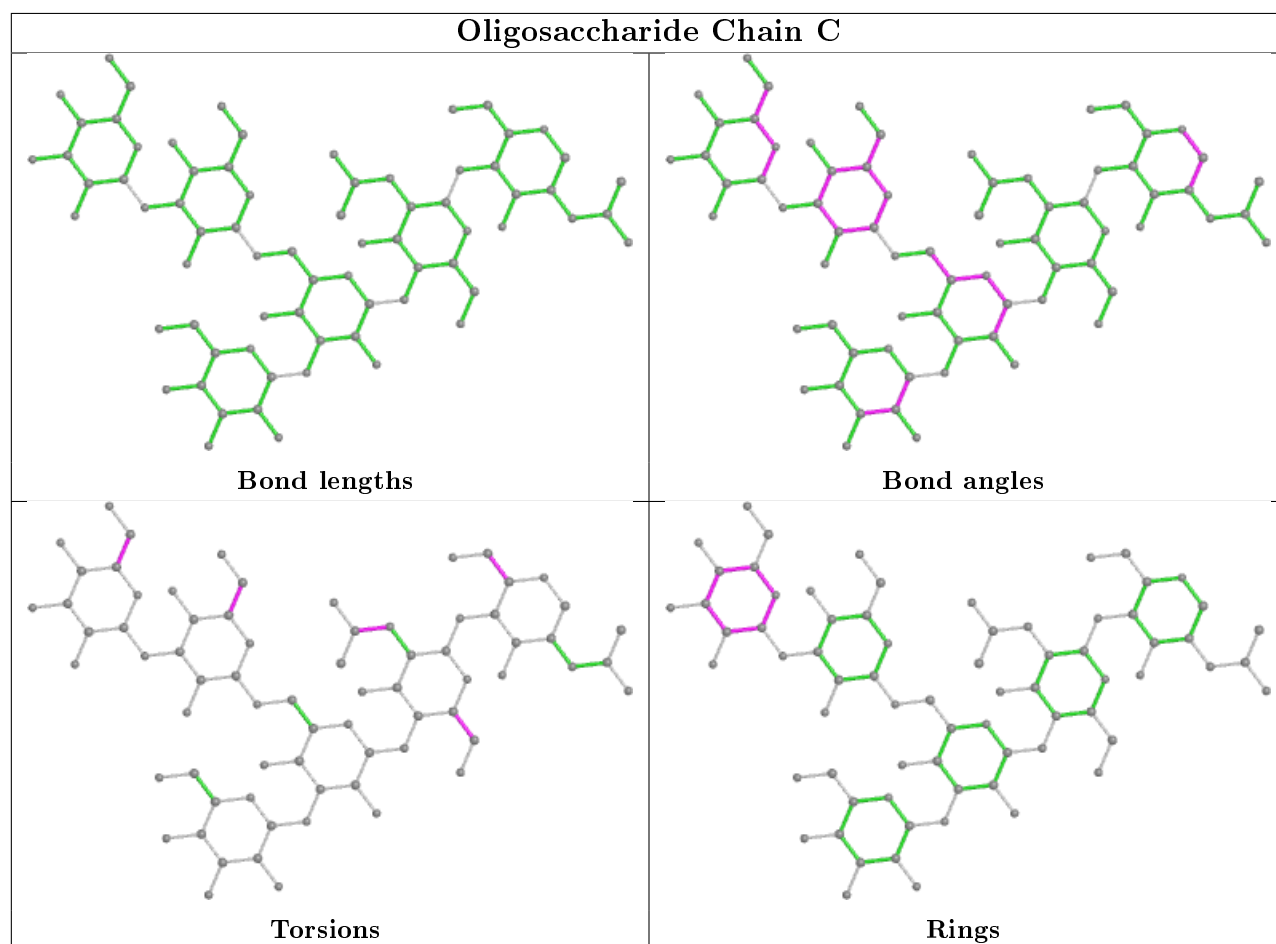 Oligosaccharide Chain C
Bond lengths
Bond angles
Torsions
Rings